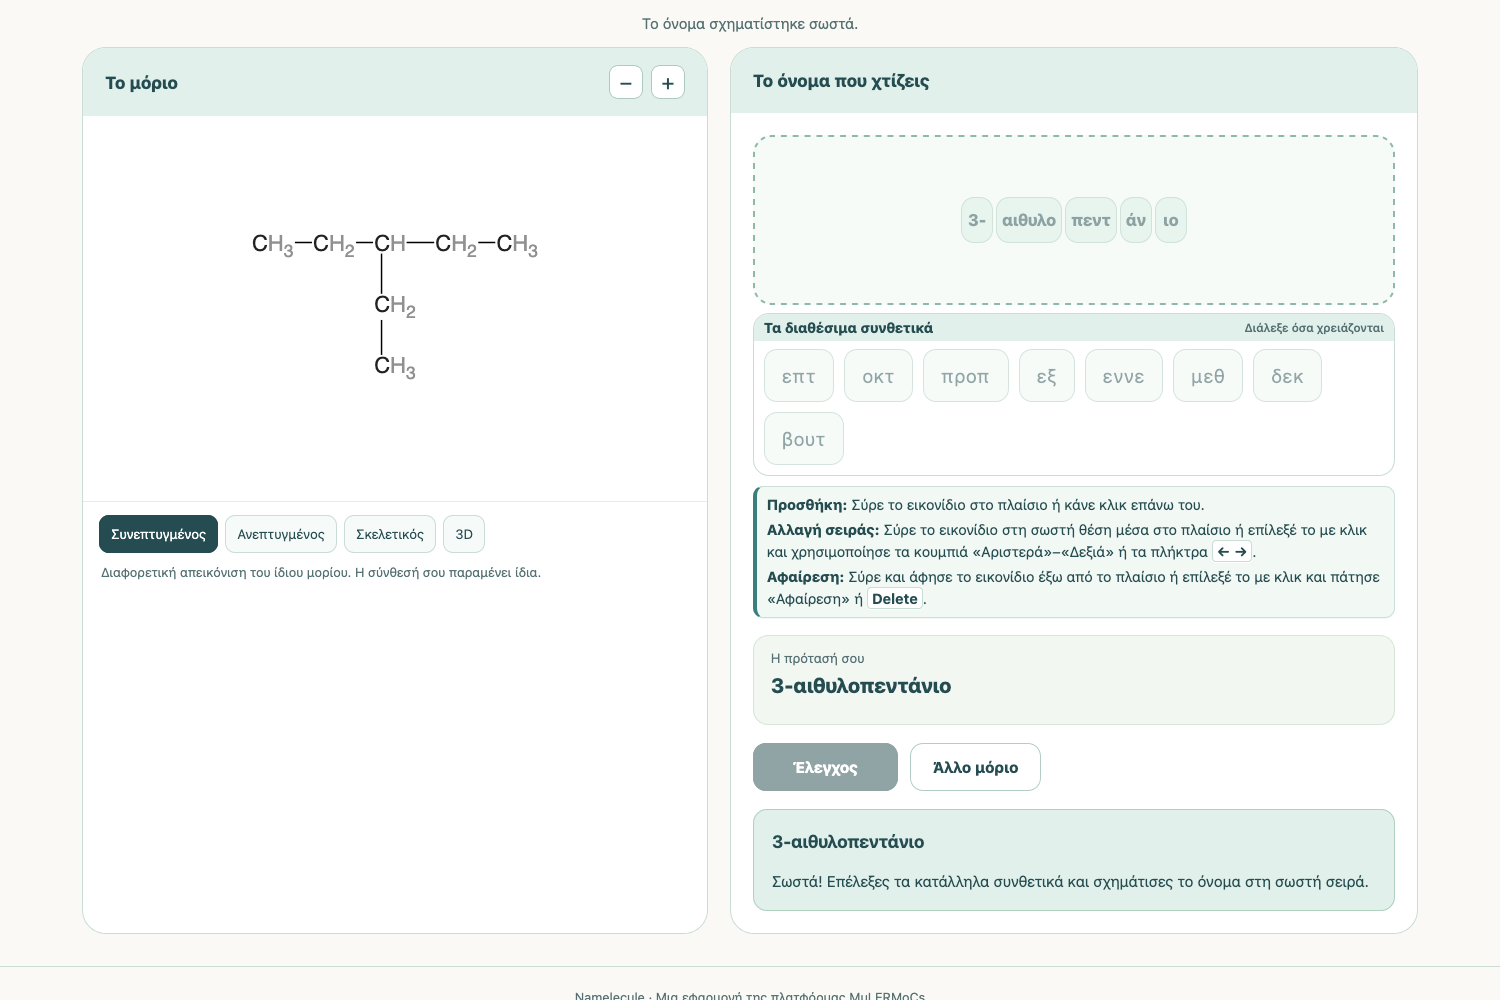 Το όνομα σχηματίστηκε σωστά.
Το μόριο
− +
CH3—CH2—CH—CH2—CH3
CH2
CH3
Συνεπτυγμένος Ανεπτυγμένος Σκελετικός 3D
Διαφορετική απεικόνιση του ίδιου μορίου. Η σύνθεσή σου παραμένει ίδια.
Το όνομα που χτίζεις
3- αιθυλο πεντ άν ιο
Τα διαθέσιμα συνθετικά Διάλεξε όσα χρειάζονται
επτ οκτ προπ εξ εννε μεθ δεκ
βουτ
Προσθήκη: Σύρε το εικονίδιο στο πλαίσιο ή κάνε κλικ επάνω του.
Αλλαγή σειράς: Σύρε το εικονίδιο στη σωστή θέση μέσα στο πλαίσιο ή επίλεξέ το με κλικ
και χρησιμοποίησε τα κουμπιά «Αριστερά»–«Δεξιά» ή τα πλήκτρα ← → .
Αφαίρεση: Σύρε και άφησε το εικονίδιο έξω από το πλαίσιο ή επίλεξέ το με κλικ και πάτησε
«Αφαίρεση» ή Delete .
Η πρότασή σου
3-αιθυλοπεντάνιο
Έλεγχος Άλλο μόριο
3-αιθυλοπεντάνιο
Σωστά! Επέλεξες τα κατάλληλα συνθετικά και σχημάτισες το όνομα στη σωστή σειρά.
Namelecule · Μια εφαρμογή της πλατφόρμας MuLERMoCs